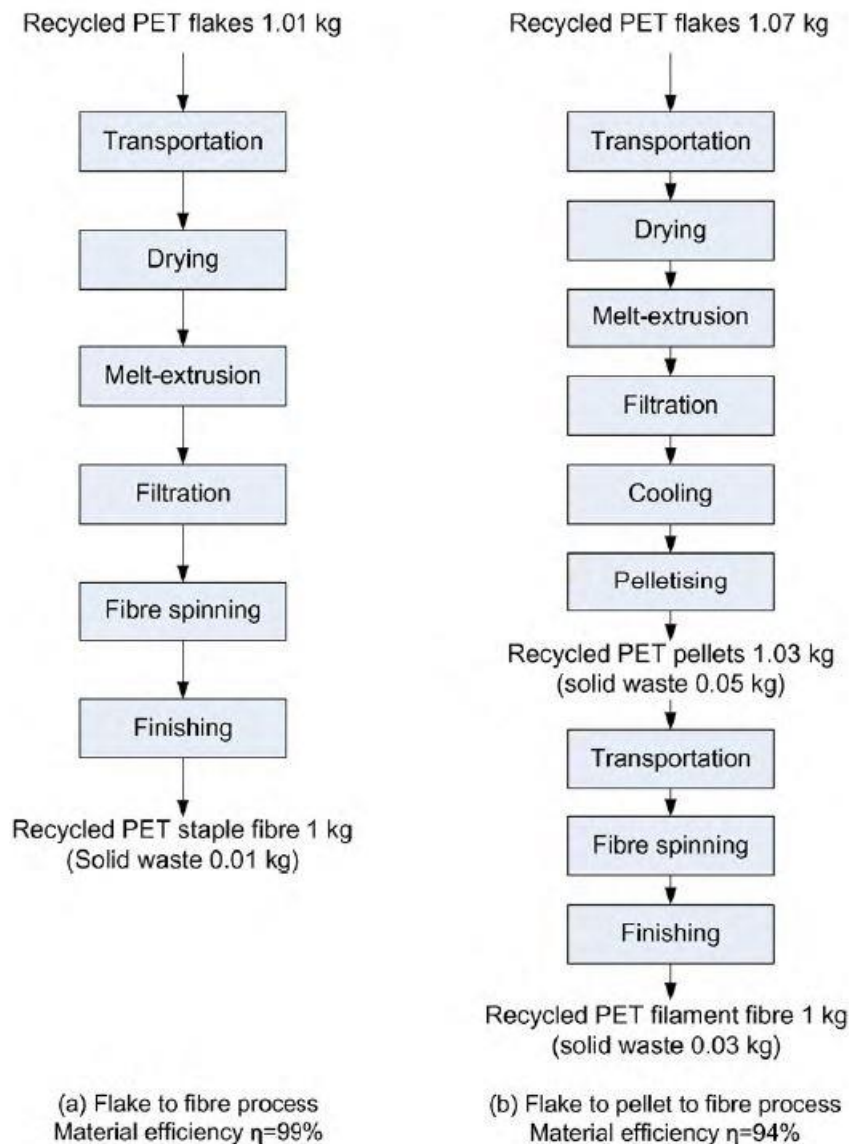 Recycled PET flakes 1.01 kg
Transportation
Drying
Melt-extrusion
Filtration
Fibre spinning
Finishing
Recycled PET staple fibre 1 kg
(Solid waste 0.01 kg)
(a) Flake to fibre process
Material efficiency η=99%
Recycled PET flakes 1.07 kg
Transportation
Drying
Melt-extrusion
Filtration
Cooling
Pelletising
Recycled PET pellets 1.03 kg
(solid waste 0.05 kg)
Transportation
Fibre spinning
Finishing
Recycled PET filament fibre 1 kg
(solid waste 0.03 kg)
(b) Flake to pellet to fibre process
Material efficiency η=94%